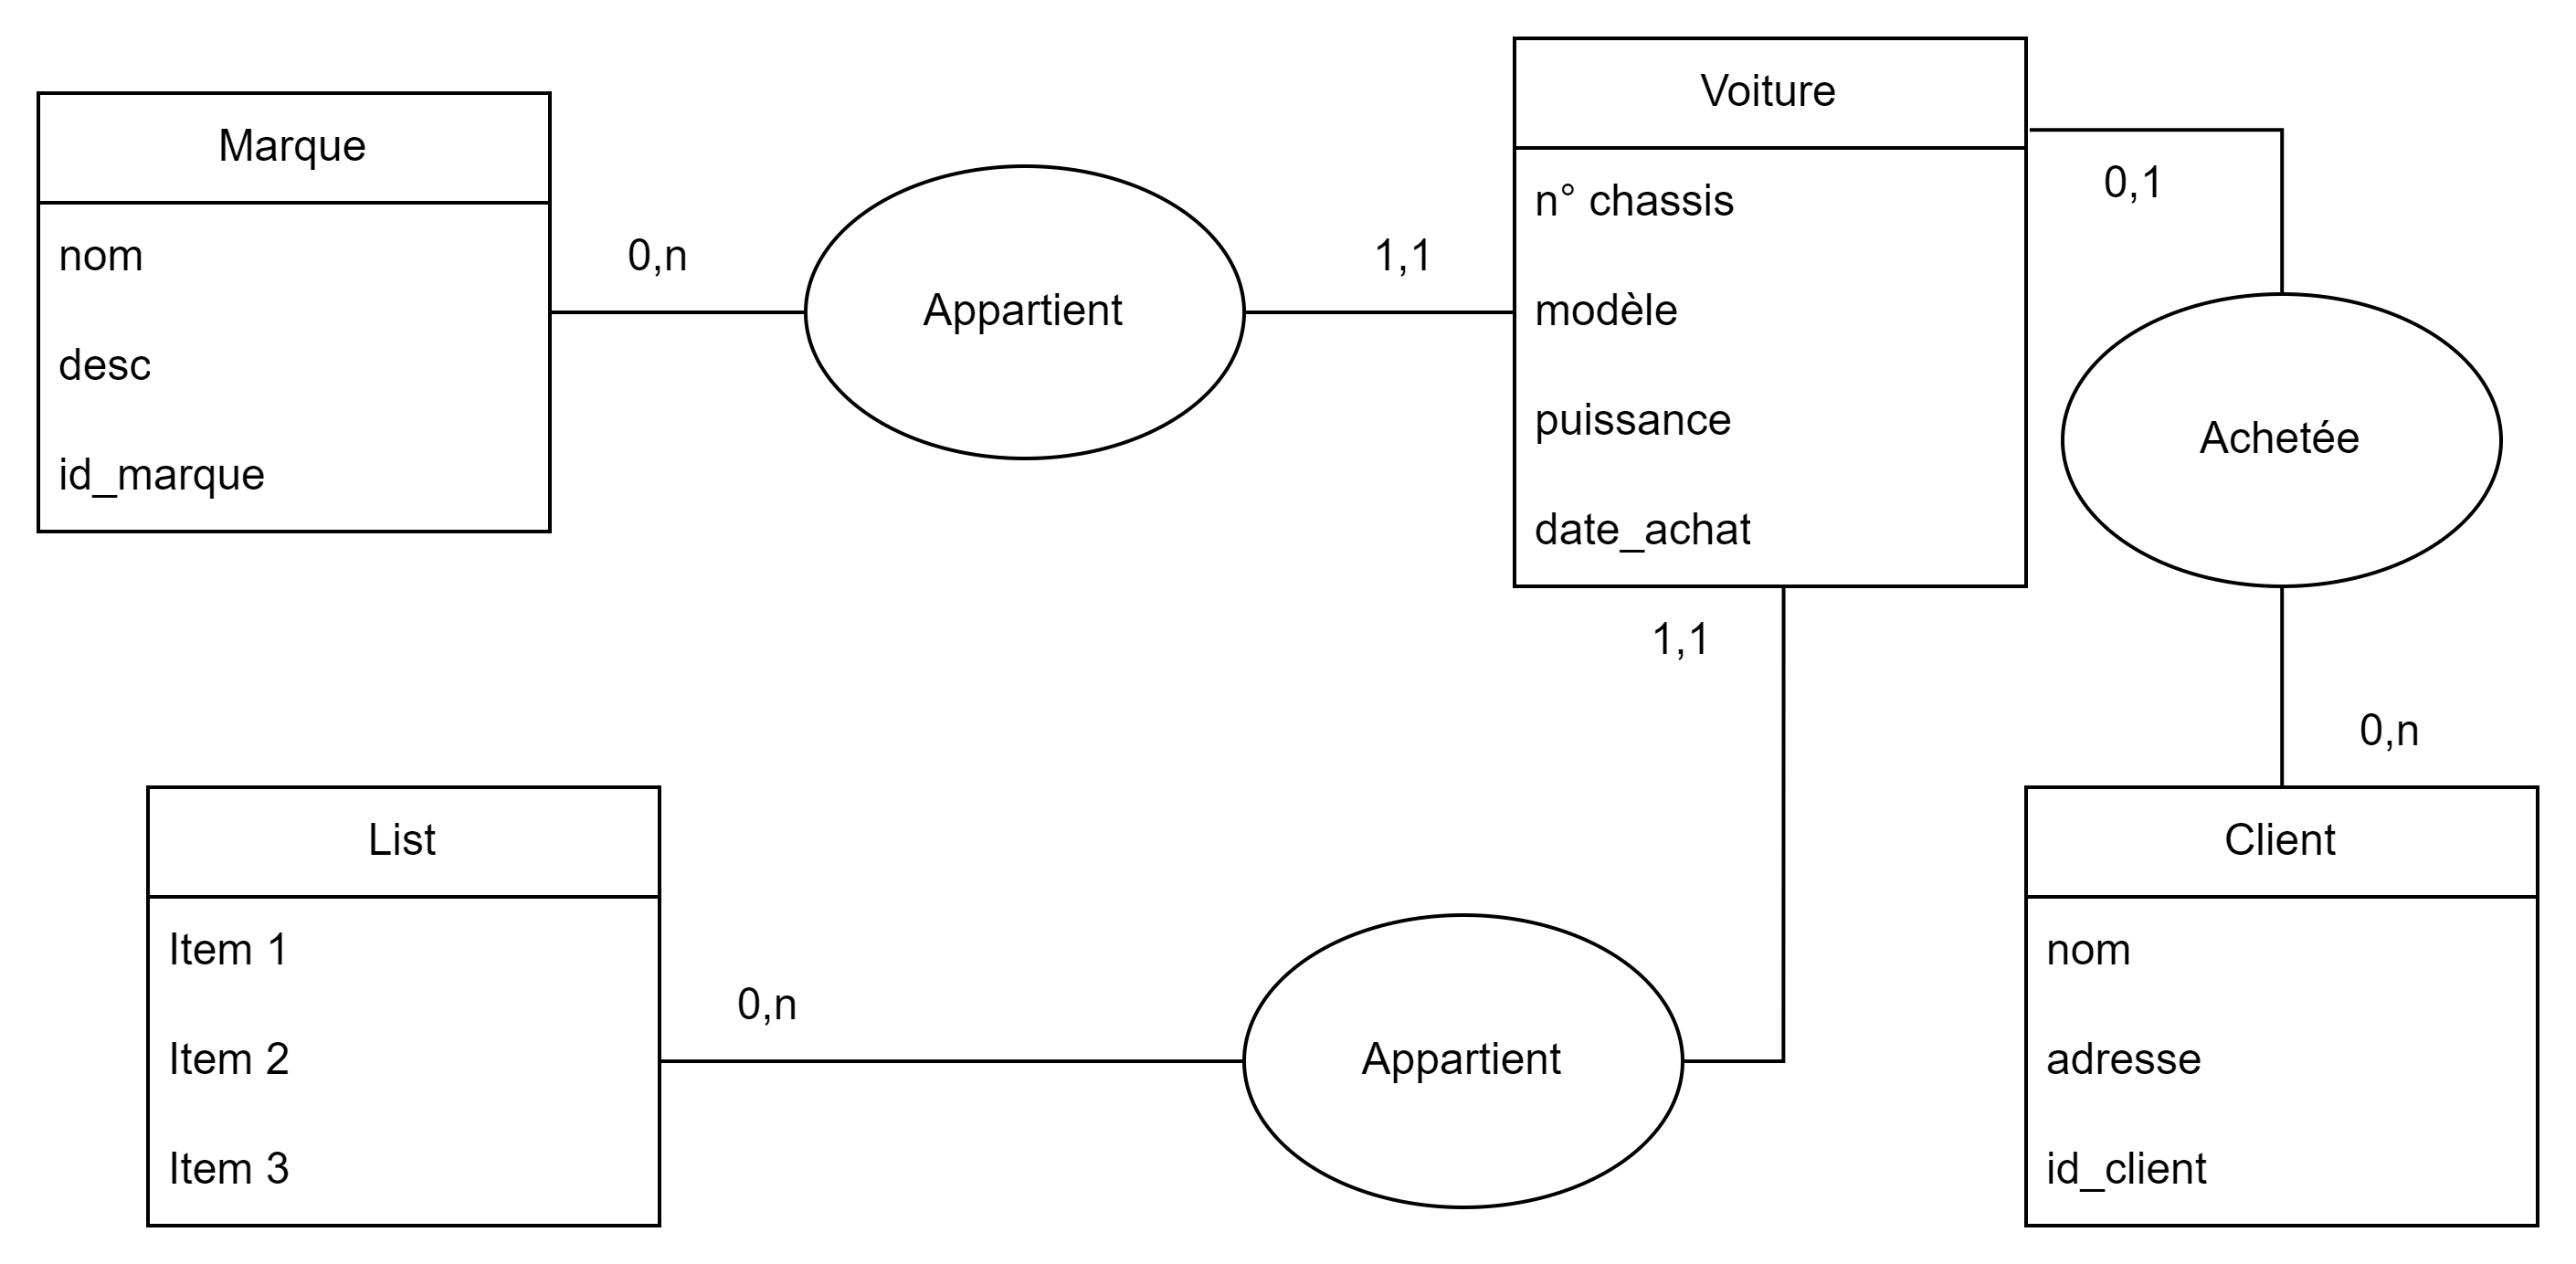 Marque
nom
desc
id_marque
0,n
Appartient
1,1
Voiture
n° chassis
modèle
puissance
date_achat
0,1
Achetée
0,n
1,1
List
Item 1
Item 2
Item 3
0,n
Appartient
Client
nom
adresse
id_client